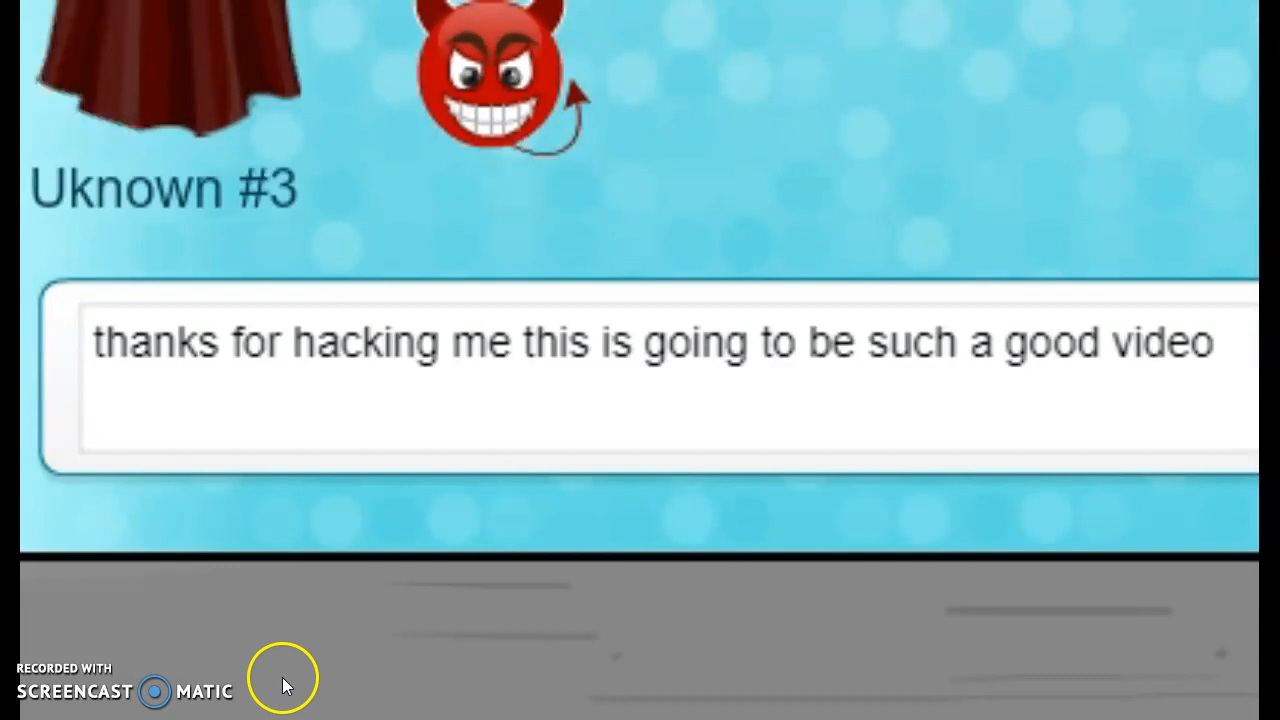 Uknown #3
thanks for hacking me this is going to be such a good video
RECORDED WITH
SCREENCAST MATIC